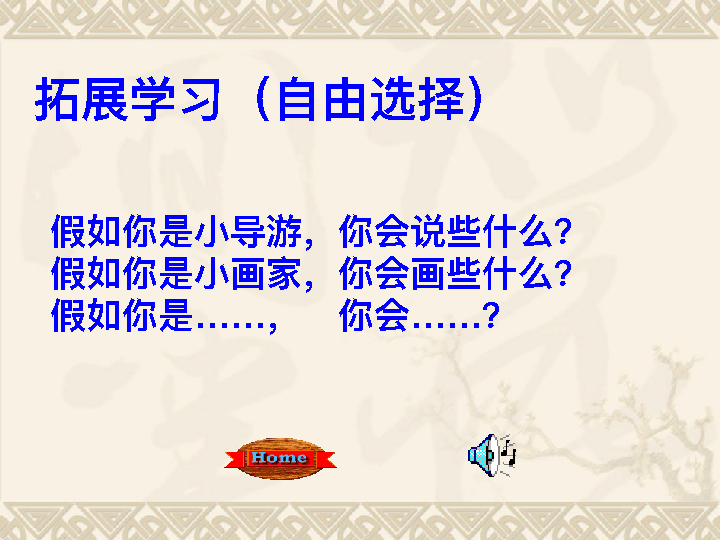 拓展学习（自由选择）
假如你是小导游，你会说些什么？
假如你是小画家，你会画些什么？
假如你是……， 你会……？
Home